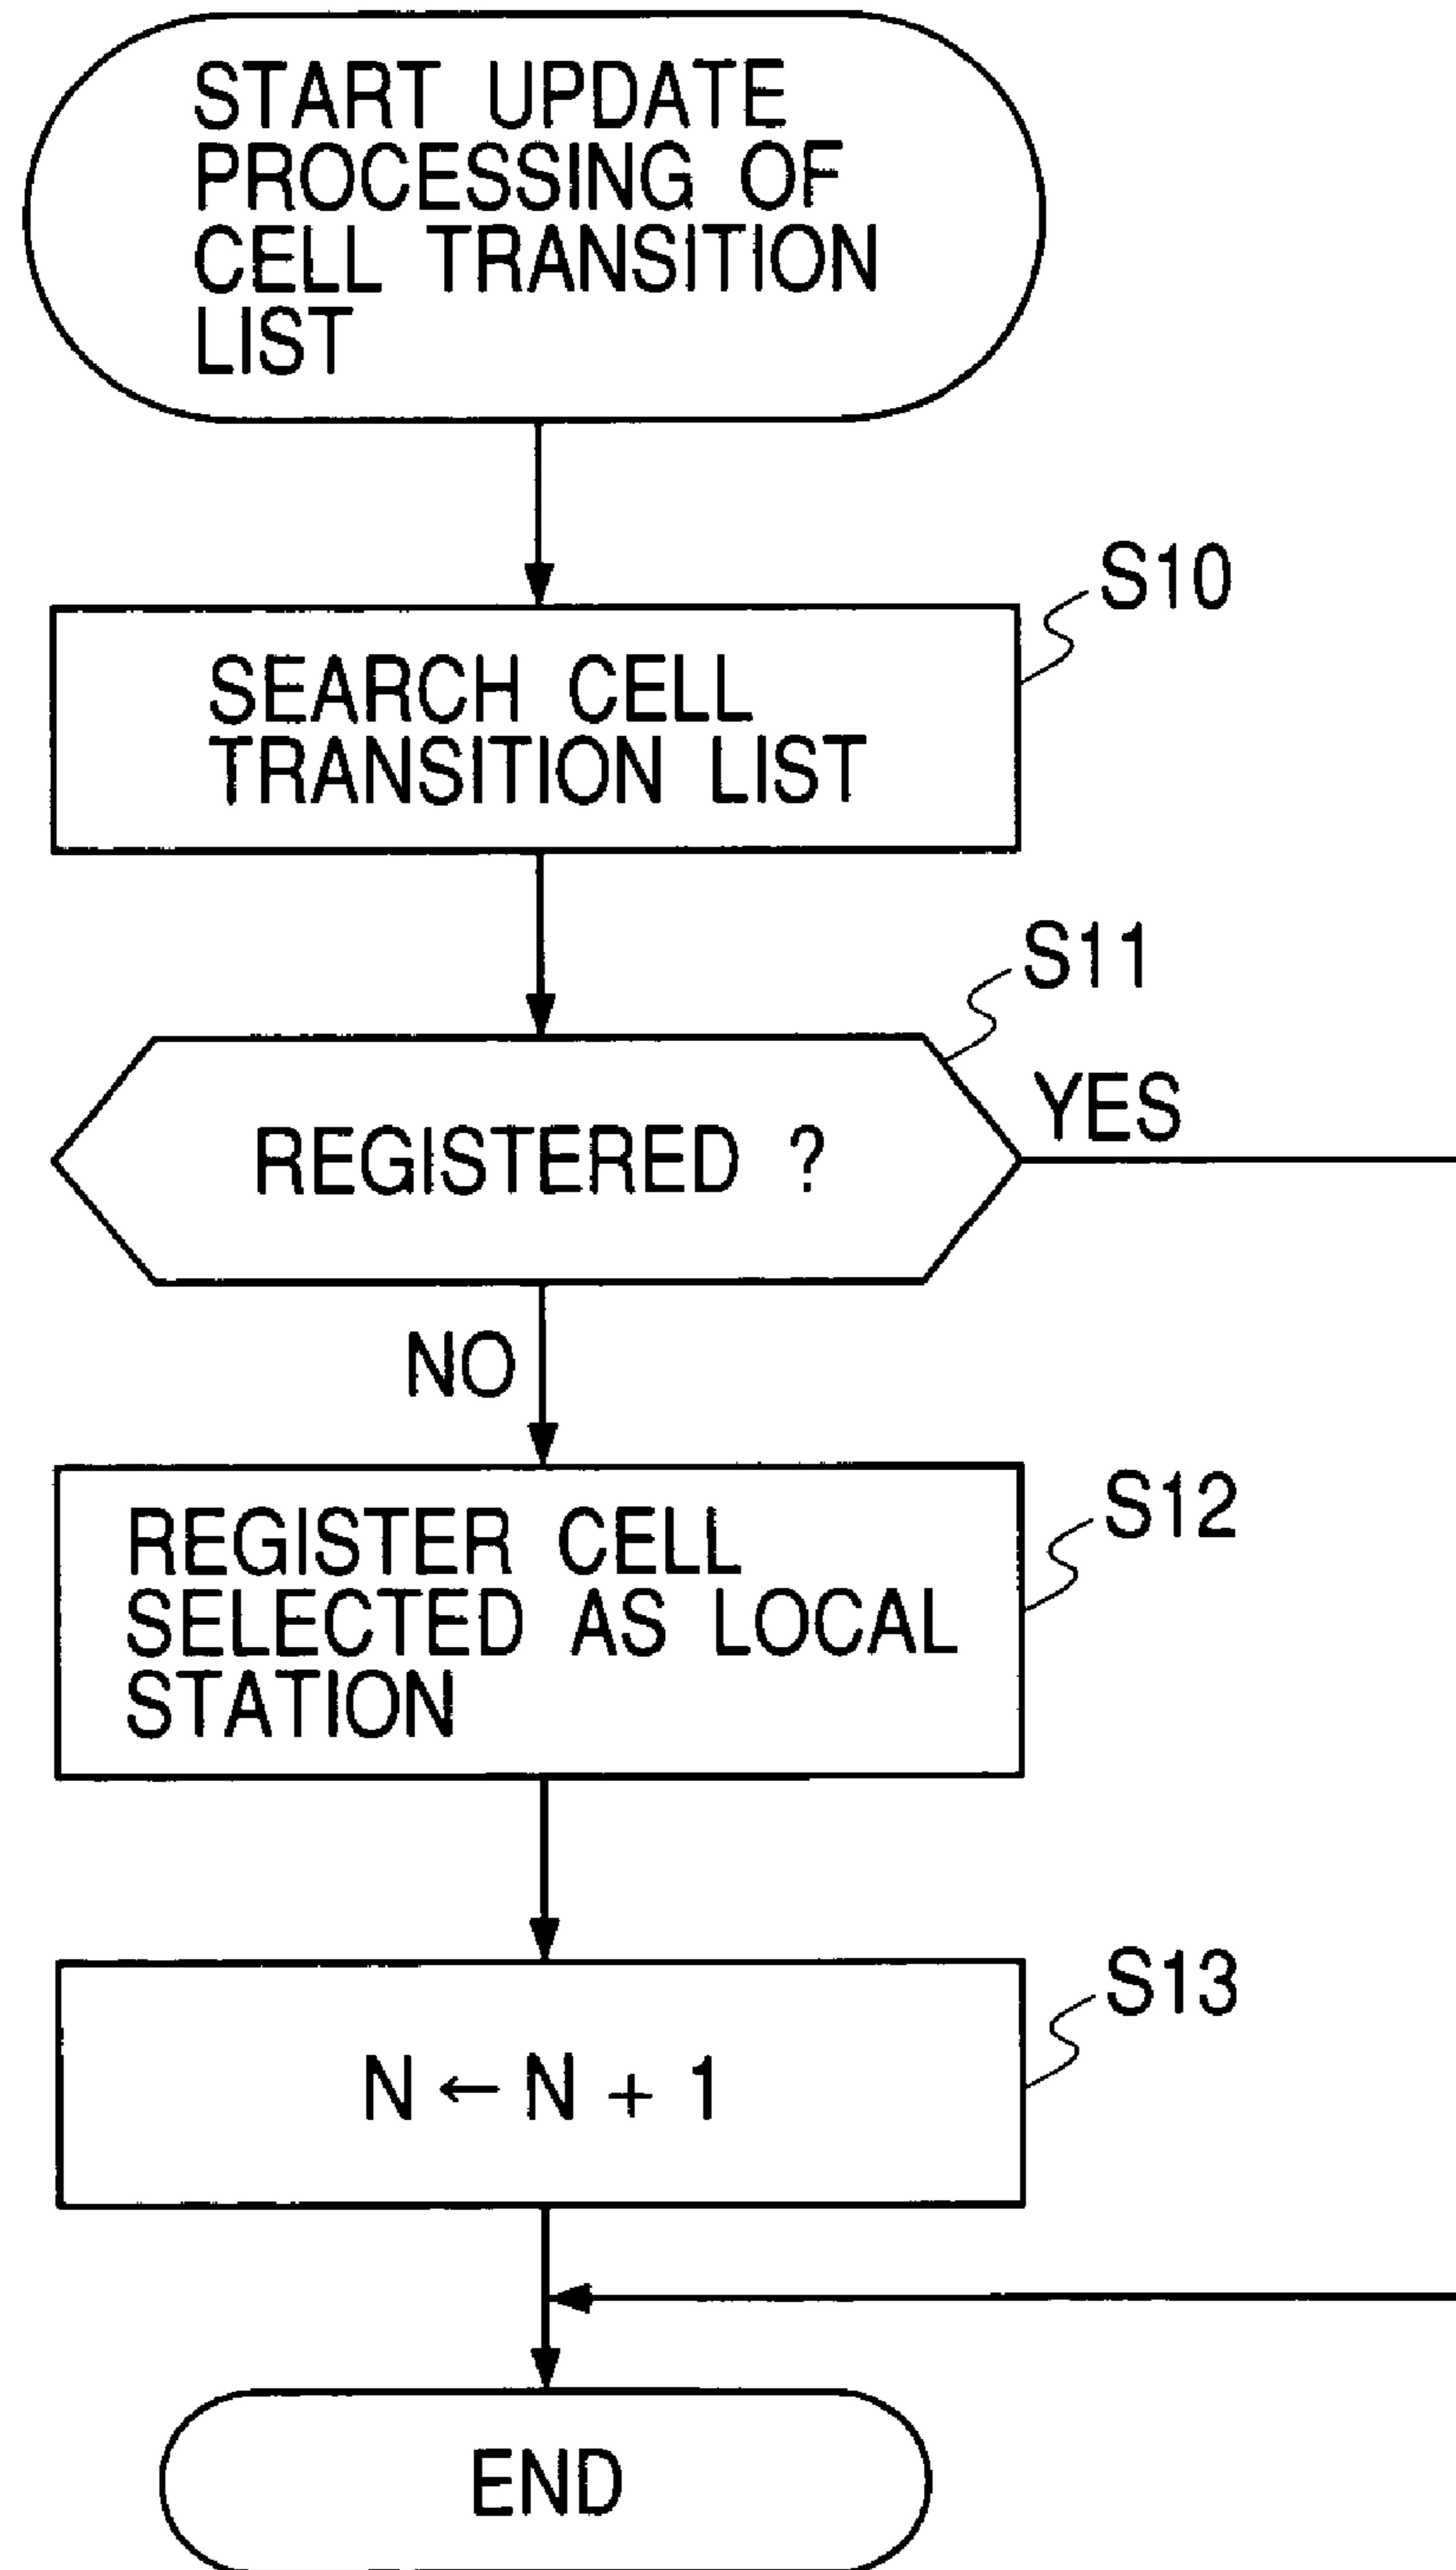 START UPDATE
PROCESSING OF
CELL TRANSITION
LIST
S10
SEARCH CELL
TRANSITION LIST
S11
YES
REGISTERED ?
NO
S12
REGISTER CELL
SELECTED AS LOCAL
STATION
S13
N ← N + 1
END